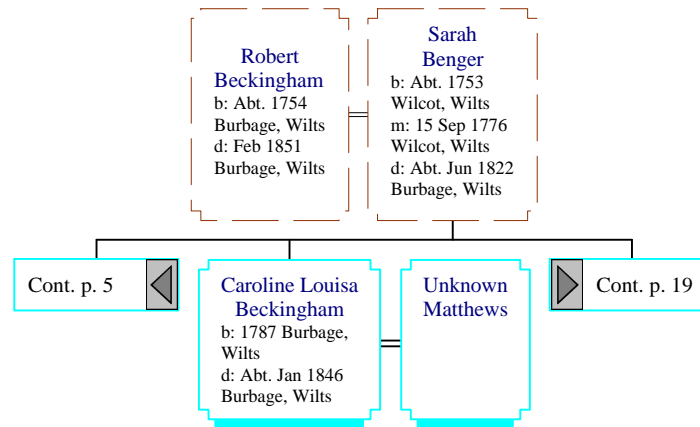 Robert
Beckingham
b: Abt. 1754
Burbage, Wilts
d: Feb 1851
Burbage, Wilts
Sarah
Benger
b: Abt. 1753
Wilcot, Wilts
m: 15 Sep 1776
Wilcot, Wilts
d: Abt. Jun 1822
Burbage, Wilts
Cont. p. 5
Caroline Louisa
Beckingham
b: 1787 Burbage,
Wilts
d: Abt. Jan 1846
Burbage, Wilts
Unknown
Matthews
Cont. p. 19